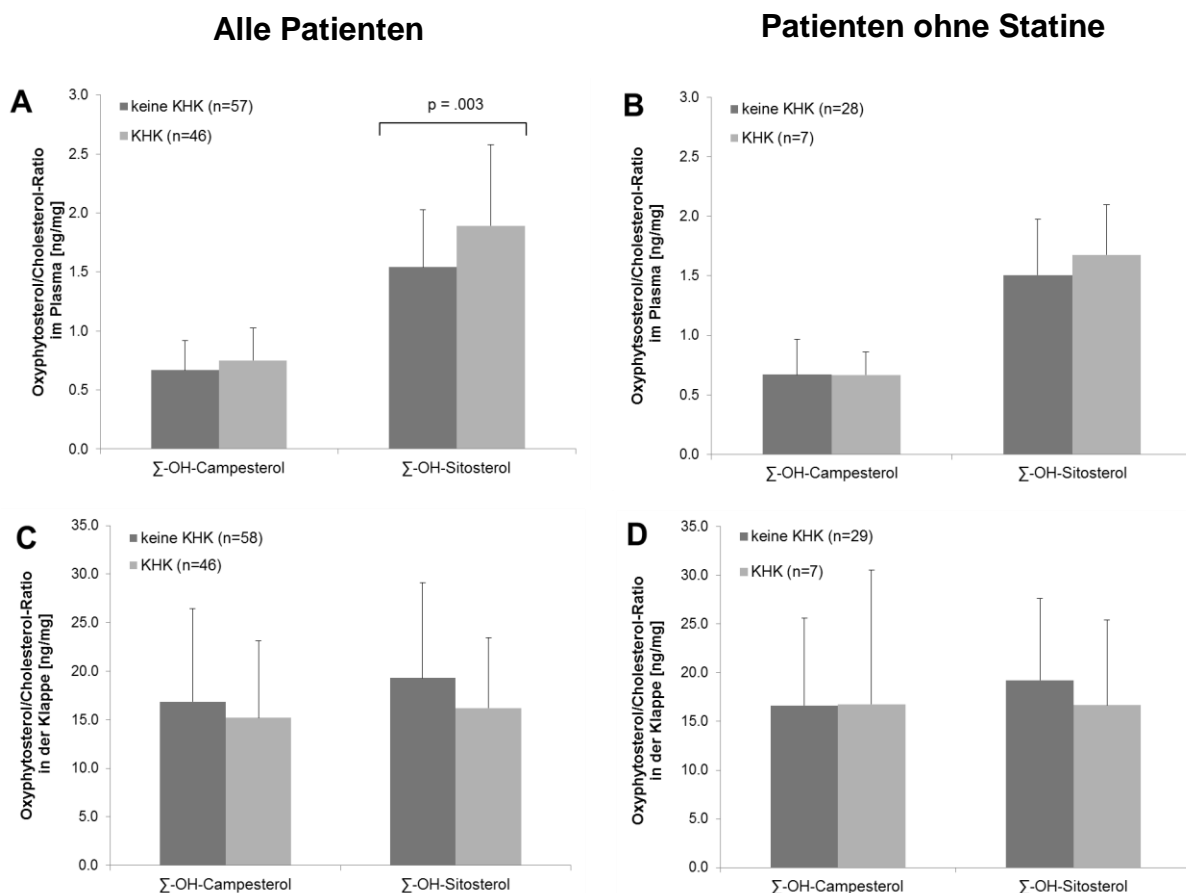 Alle Patienten
Patienten ohne Statine
A
Oxyphytosterol/Cholesterol-Ratio
im Plasma [ng/mg]
3.0
2.5
2.0
1.5
1.0
0.5
0.0
keine KHK (n=57)
KHK (n=46)
p = .003
∑-OH-Campesterol
∑-OH-Sitosterol
B
Oxyphytsosterol/Cholesterol-Ratio
im Plasma [ng/mg]
3.0
2.5
2.0
1.5
1.0
0.5
0.0
keine KHK (n=28)
KHK (n=7)
∑-OH-Campesterol
∑-OH-Sitosterol
C
Oxyphytosterol/Cholesterol-Ratio
in der Klappe [ng/mg]
35.0
30.0
25.0
20.0
15.0
10.0
5.0
0.0
keine KHK (n=58)
KHK (n=46)
∑-OH-Campesterol
∑-OH-Sitosterol
D
Oxyphytosterol/Cholesterol-Ratio
in der Klappe [ng/mg]
35.0
30.0
25.0
20.0
15.0
10.0
5.0
0.0
keine KHK (n=29)
KHK (n=7)
∑-OH-Campesterol
∑-OH-Sitosterol